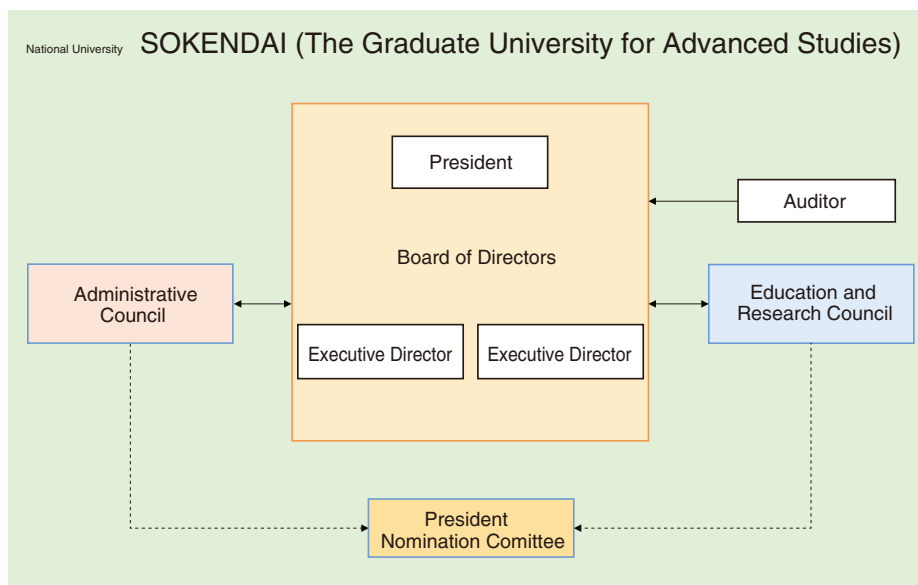 National University SOKENDAI (The Graduate University for Advanced Studies)
President
Auditor
Board of Directors
Administrative
Council
Education and
Research Council
Executive Director
Executive Director
President
Nomination Comittee